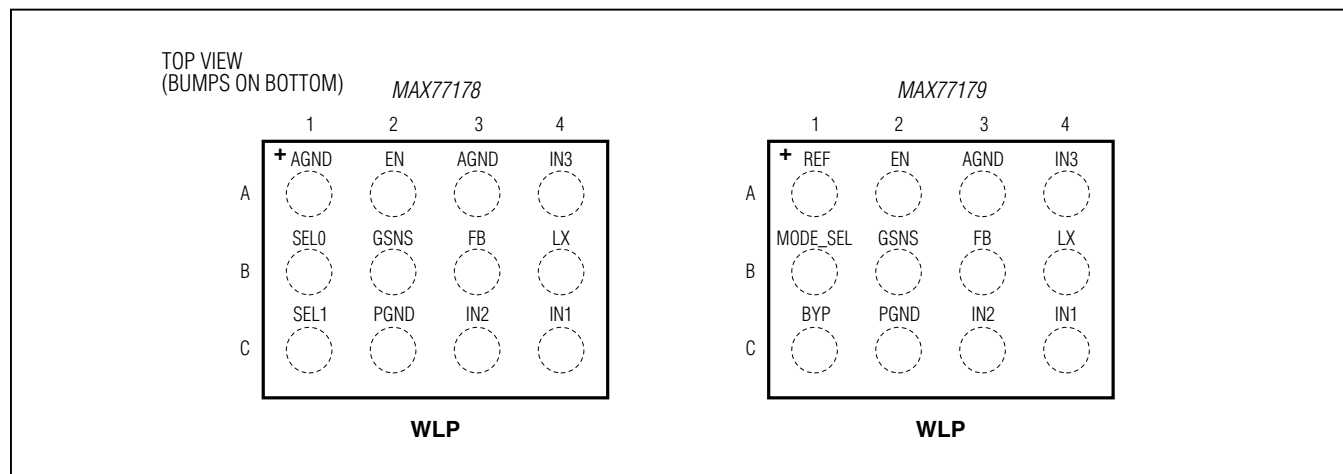 TOP VIEW
(BUMPS ON BOTTOM)
MAX77178
1 2 3 4
+ AGND EN AGND IN3
A
SEL0 GSNS FB LX
B
SEL1 PGND IN2 IN1
C
WLP
MAX77179
1 2 3 4
+ REF EN AGND IN3
A
MODE_SEL GSNS FB LX
B
BYP PGND IN2 IN1
C
WLP